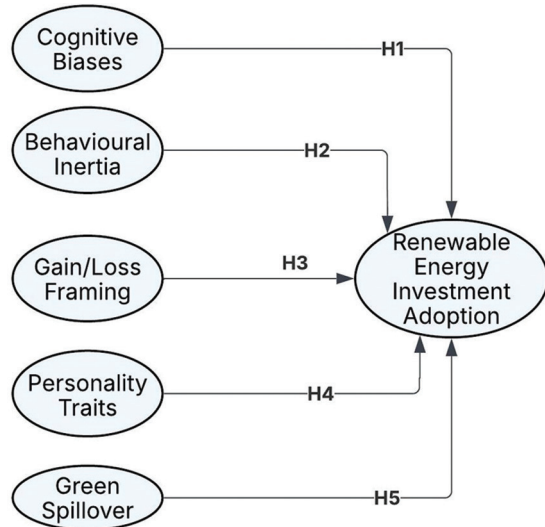 Cognitive
Biases
H1
Behavioural
Inertia
H2
Gain/Loss
Framing
H3
Renewable
Energy
Investment
Adoption
Personality
Traits
H4
Green
Spillover
H5